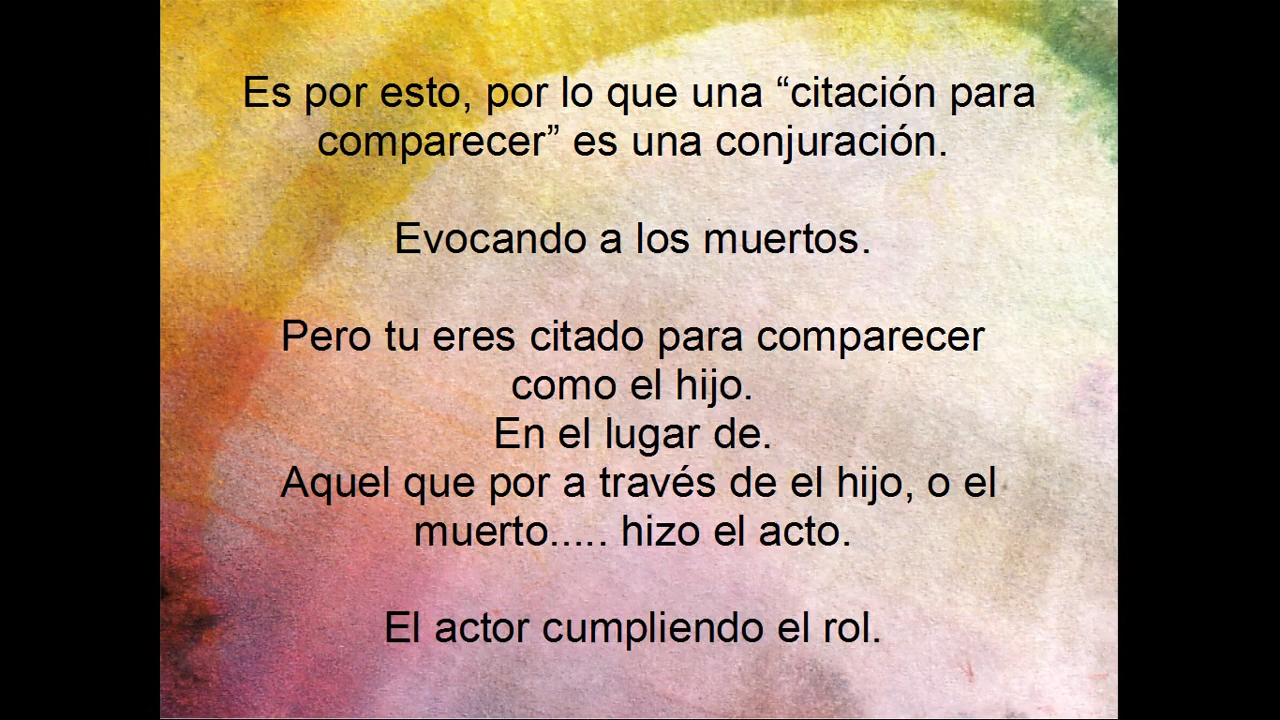 Es por esto, por lo que una “citación para
comparecer” es una conjuración.
Evocando a los muertos.
Pero tu eres citado para comparecer
como el hijo.
En el lugar de.
Aquel que por a través de el hijo, o el
muerto..... hizo el acto.
El actor cumpliendo el rol.